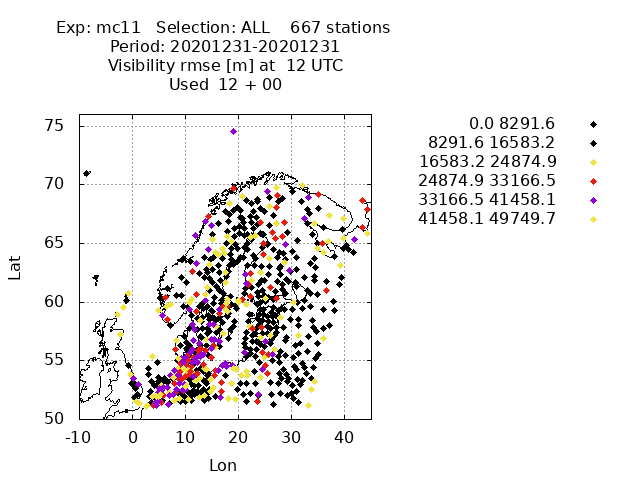 Exp: mc11   Selection: ALL    667 stations
Period: 20201231-20201231
Visibility rmse [m] at  12 UTC
Used  12 + 00
0.0 8291.6
8291.6 16583.2
16583.2 24874.9
24874.9 33166.5
33166.5 41458.1
41458.1 49749.7
75
70
65
60
55
50
Lat
-10 0 10 20 30 40
Lon